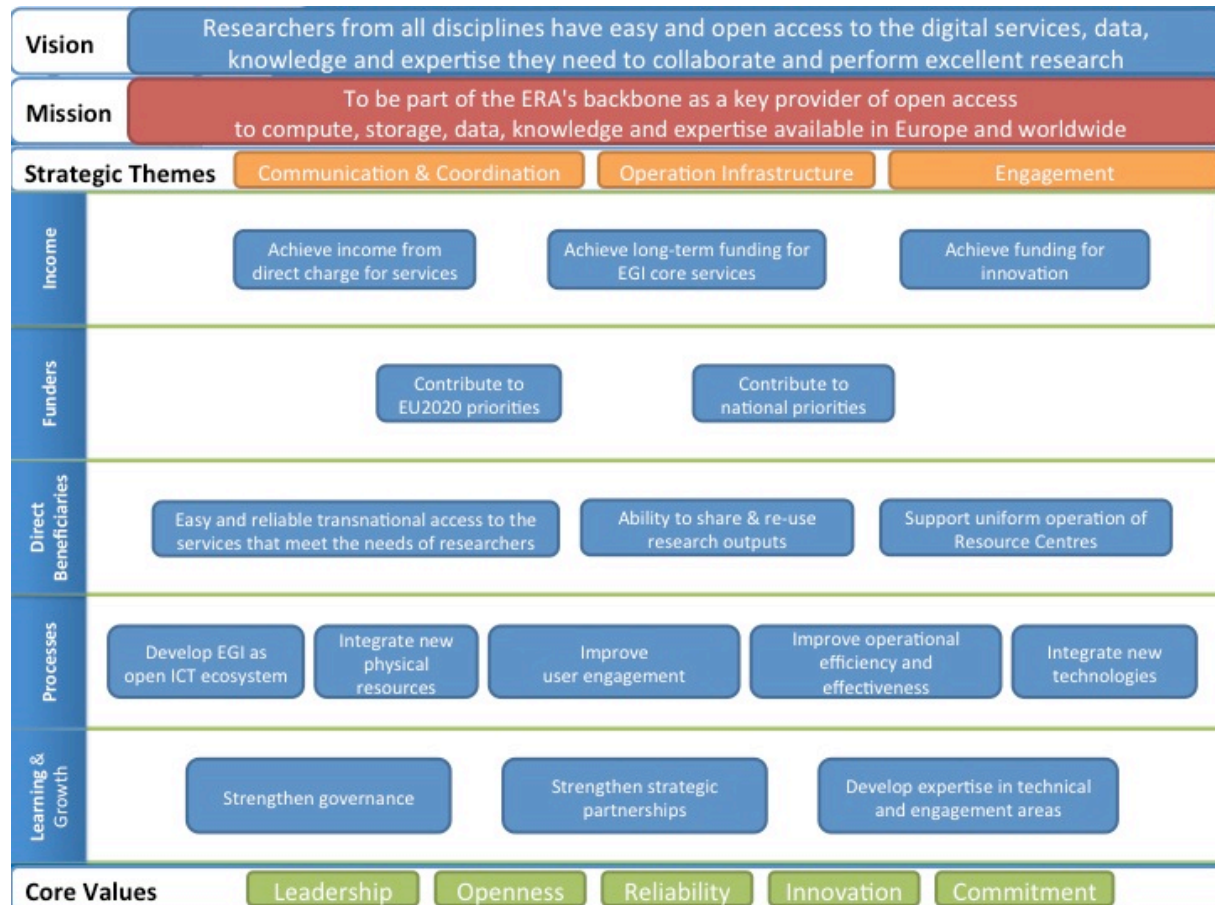 Vision
Researchers from all disciplines have easy and open access to the digital services, data,
knowledge and expertise they need to collaborate and perform excellent research
Mission
To be part of the ERA's backbone as a key provider of open access
to compute, storage, data, knowledge and expertise available in Europe and worldwide
Strategic Themes
Communication & Coordination
Operation Infrastructure
Engagement
Income
Achieve income from
direct charge for services
Achieve long-term funding for
EGI core services
Achieve funding for
innovation
Funders
Contribute to
EU2020 priorities
Contribute to
national priorities
Direct
Beneficiaries
Easy and reliable transnational access to the
services that meet the needs of researchers
Ability to share & re-use
research outputs
Support uniform operation of
Resource Centres
Processes
Develop EGI as
open ICT ecosystem
Integrate new
physical
resources
Improve
user engagement
Improve operational
efficiency and
effectiveness
Integrate new
technologies
Learning &
Growth
Strengthen governance
Strengthen strategic
partnerships
Develop expertise in technical
and engagement areas
Core Values
Leadership
Openness
Reliability
Innovation
Commitment